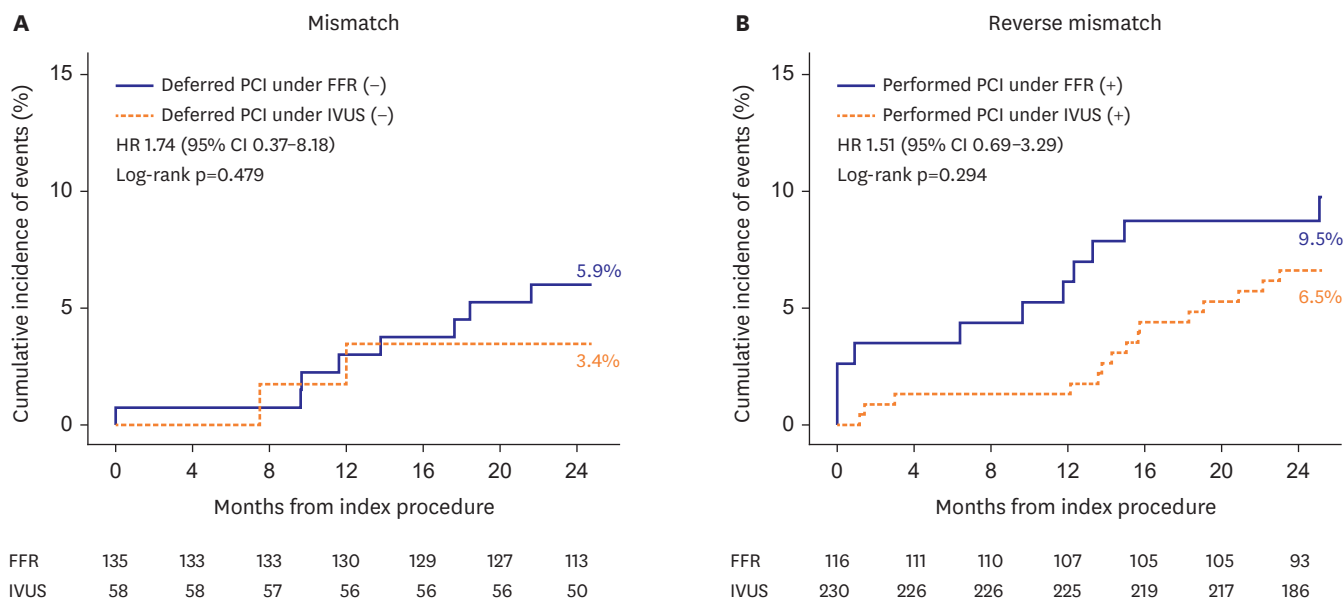 A
Mismatch
Cumulative incidence of events (%)
15
10
5
0
Deferred PCI under FFR (−)
Deferred PCI under IVUS (−)
HR 1.74 (95% CI 0.37–8.18)
Log-rank p=0.479
5.9%
3.4%
0 4 8 12 16 20 24
Months from index procedure
FFR 135 133 133 130 129 127 113
IVUS 58 58 57 56 56 56 50
B
Reverse mismatch
Cumulative incidence of events (%)
15
10
5
0
Performed PCI under FFR (+)
Performed PCI under IVUS (+)
HR 1.51 (95% CI 0.69–3.29)
Log-rank p=0.294
9.5%
6.5%
0 4 8 12 16 20 24
Months from index procedure
FFR 116 111 110 107 105 105 93
IVUS 230 226 226 225 219 217 186